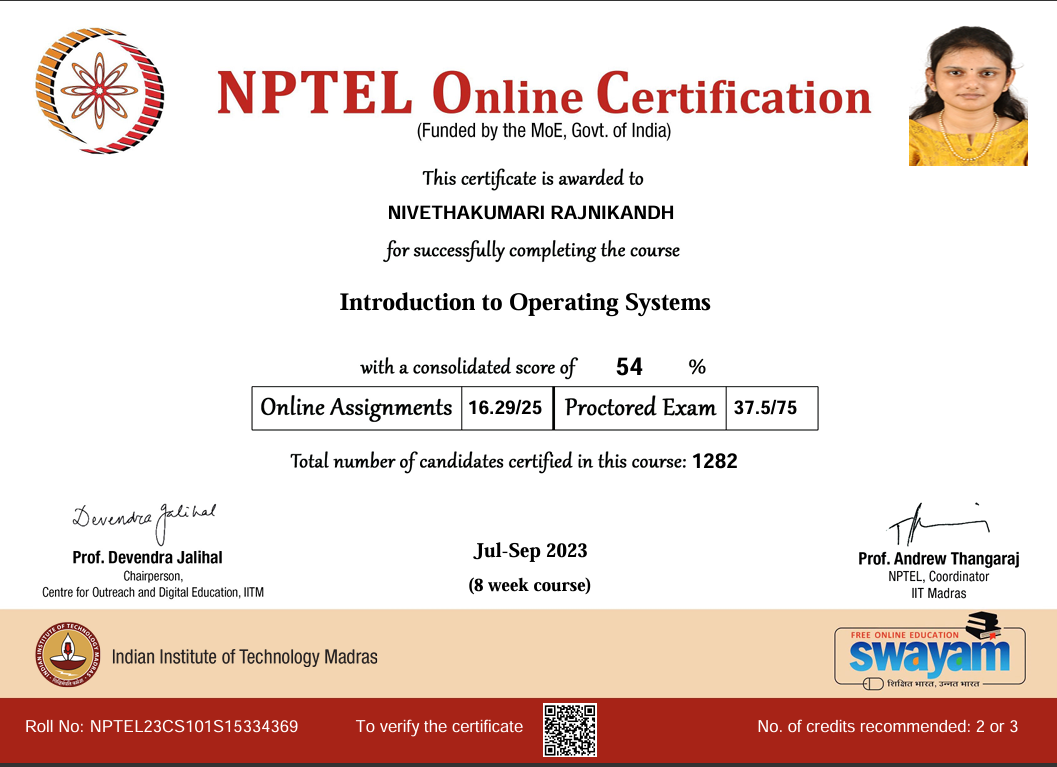 NPTEL Online Certification
(Funded by the MoE, Govt. of India)
This certificate is awarded to
NIVETHAKUMARI RAJNIKANDH
for successfully completing the course
Introduction to Operating Systems
with a consolidated score of 54 %
Online Assignments 16.29/25 Proctored Exam 37.5/75
Total number of candidates certified in this course: 1282
Devendra Jalihal
Prof. Devendra Jalihal
Chairperson,
Centre for Outreach and Digital Education, IITM
Jul-Sep 2023
(8 week course)
Prof. Andrew Thangaraj
NPTEL, Coordinator
IIT Madras
INDIAN INSTITUTE OF TECHNOLOGY MADRAS
Indian Institute of Technology Madras
FREE ONLINE EDUCATION
swayam
शिक्षित भारत, उन्नत भारत
Roll No: NPTEL23CS101S15334369
To verify the certificate
No. of credits recommended: 2 or 3